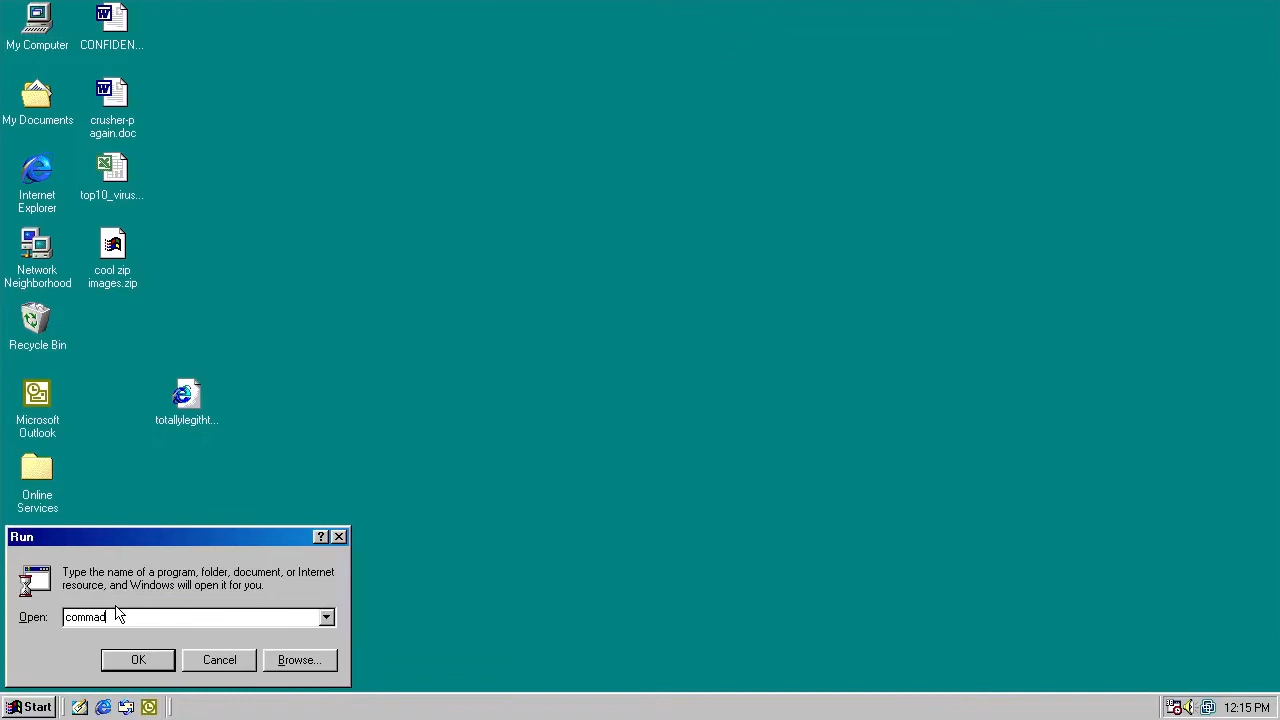 My Computer
CONFIDEN...
My Documents
crusher-p
again.doc
Internet
Explorer
top10_virus...
Network
Neighborhood
cool zip
images.zip
Recycle Bin
Microsoft
Outlook
totallylegitht...
Online
Services
Run
Type the name of a program, folder, document, or Internet
resource, and Windows will open it for you.
Open: commad
OK Cancel Browse...
Start 12:15 PM